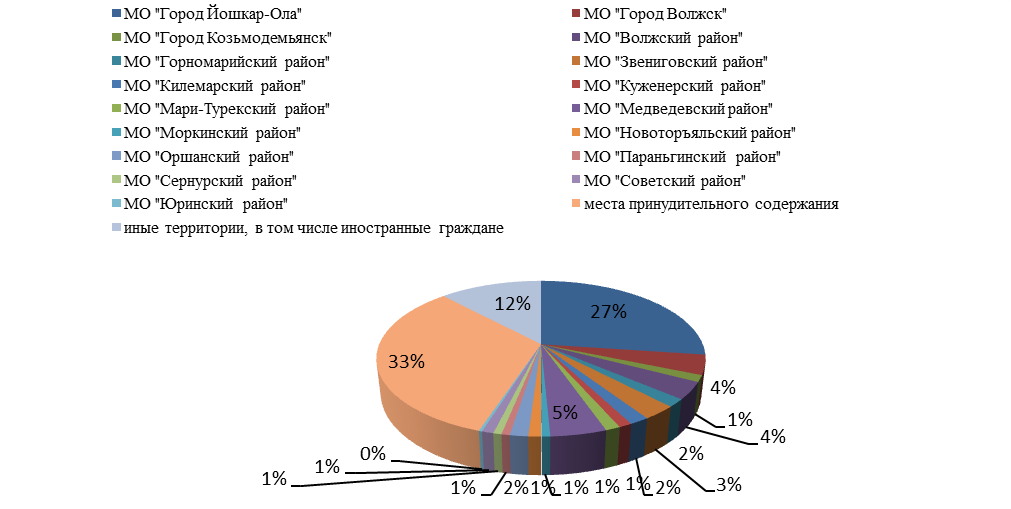 МО "Город Йошкар-Ола"
МО "Город Волжск"
МО "Город Козьмодемьянск"
МО "Волжский район"
МО "Горномарийский район"
МО "Звениговский район"
МО "Килемарский район"
МО "Куженерский район"
МО "Мари-Турекский район"
МО "Медведевский район"
МО "Моркинский район"
МО "Новоторъяльский район"
МО "Оршанский район"
МО "Параньгинский район"
МО "Сернурский район"
МО "Советский район"
МО "Юринский район"
места принудительного содержания
иные территории, в том числе иностранные граждане
12%
27%
33%
4%
5%
1%
4%
0%
2%
1%
1%
3%
1%
2%
1%
1%
1%
1%
2%